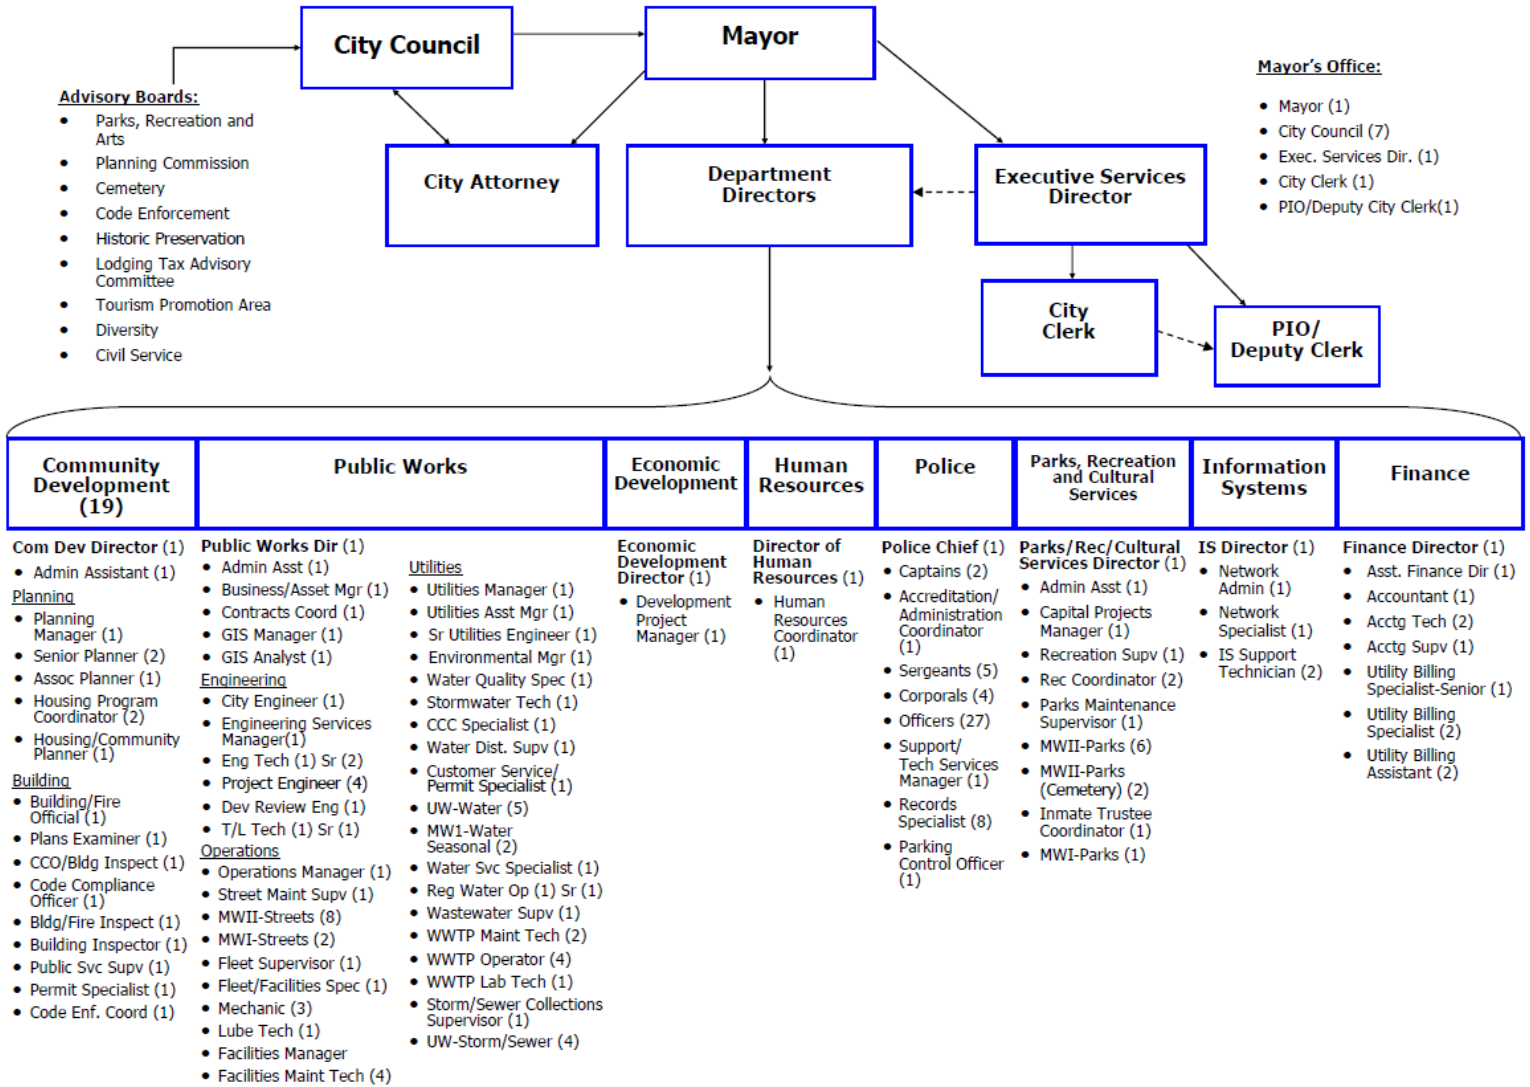 City Council
Mayor
Mayor's Office:
• Mayor (1)
• City Council (7)
• Exec. Services Dir. (1)
• City Clerk (1)
• PIO/Deputy City Clerk(1)
Advisory Boards:
• Parks, Recreation and
Arts
• Planning Commission
• Cemetery
• Code Enforcement
• Historic Preservation
• Lodging Tax Advisory
Committee
• Tourism Promotion Area
• Diversity
• Civil Service
City Attorney
Department
Directors
Executive Services
Director
City
Clerk
PIO/
Deputy Clerk
Community
Development
(19)
Public Works
Economic
Development
Human
Resources
Police
Parks, Recreation
and Cultural
Services
Information
Systems
Finance
Com Dev Director (1)
• Admin Assistant (1)
Planning
• Planning
Manager (1)
• Senior Planner (2)
• Assoc Planner (1)
• Housing Program
Coordinator (2)
• Housing/Community
Planner (1)
Building
• Building/Fire
Official (1)
• Plans Examiner (1)
• CCO/Bldg Inspect (1)
• Code Compliance
Officer (1)
• Bldg/Fire Inspect (1)
• Building Inspector (1)
• Public Svc Supv (1)
• Permit Specialist (1)
• Code Enf. Coord (1)
Public Works Dir (1)
• Admin Asst (1)
• Business/Asset Mgr (1)
• Contracts Coord (1)
• GIS Manager (1)
• GIS Analyst (1)
Engineering
• City Engineer (1)
• Engineering Services
Manager(1)
• Eng Tech (1) Sr (2)
• Project Engineer (4)
• Dev Review Eng (1)
• T/L Tech (1) Sr (1)
Operations
• Operations Manager (1)
• Street Maint Supv (1)
• MWII-Streets (8)
• MWI-Streets (2)
• Fleet Supervisor (1)
• Fleet/Facilities Spec (1)
• Mechanic (3)
• Lube Tech (1)
• Facilities Manager
• Facilities Maint Tech (4)
Utilities
• Utilities Manager (1)
• Utilities Asst Mgr (1)
• Sr Utilities Engineer (1)
• Environmental Mgr (1)
• Water Quality Spec (1)
• Stormwater Tech (1)
• CCC Specialist (1)
• Water Dist. Supv (1)
• Customer Service/
Permit Specialist (1)
• UW-Water (5)
• MW1-Water
Seasonal (2)
• Water Svc Specialist (1)
• Reg Water Op (1) Sr (1)
• Wastewater Supv (1)
• WWTP Maint Tech (2)
• WWTP Operator (4)
• WWTP Lab Tech (1)
• Storm/Sewer Collections
Supervisor (1)
• UW-Storm/Sewer (4)
Economic
Development
Director (1)
• Development
Project
Manager (1)
Director of
Human
Resources (1)
• Human
Resources
Coordinator
(1)
Police Chief (1)
• Captains (2)
• Accreditation/
Administration
Coordinator
(1)
• Sergeants (5)
• Corporals (4)
• Officers (27)
• Support/
Tech Services
Manager (1)
• Records
Specialist (8)
• Parking
Control Officer
(1)
Parks/Rec/Cultural
Services Director (1)
• Admin Asst (1)
• Capital Projects
Manager (1)
• Recreation Supv (1)
• Rec Coordinator (2)
• Parks Maintenance
Supervisor (1)
• MWII-Parks (6)
• MWII-Parks
(Cemetery) (2)
• Inmate Trustee
Coordinator (1)
• MWI-Parks (1)
IS Director (1)
• Network
Admin (1)
• Network
Specialist (1)
• IS Support
Technician (2)
Finance Director (1)
• Asst. Finance Dir (1)
• Accountant (1)
• Acctg Tech (2)
• Acctg Supv (1)
• Utility Billing
Specialist-Senior (1)
• Utility Billing
Specialist (2)
• Utility Billing
Assistant (2)